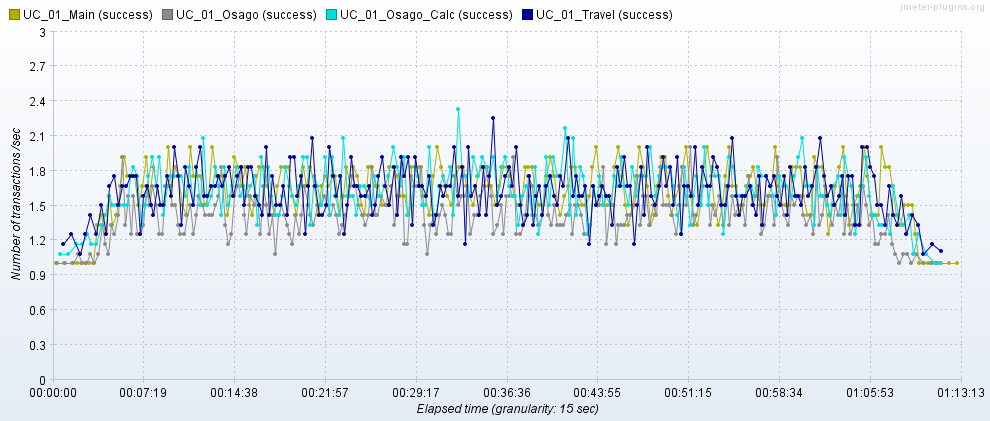 UC_01_Main (success) UC_01_Osago (success) UC_01_Osago_Calc (success) UC_01_Travel (success)
jmeter-plugins.org
Number of transactions /sec
3
2.7
2.4
2.1
1.8
1.5
1.2
0.9
0.6
0.3
0
00:00:00 00:07:19 00:14:38 00:21:57 00:29:17 00:36:36 00:43:55 00:51:15 00:58:34 01:05:53 01:13:13
Elapsed time (granularity: 15 sec)